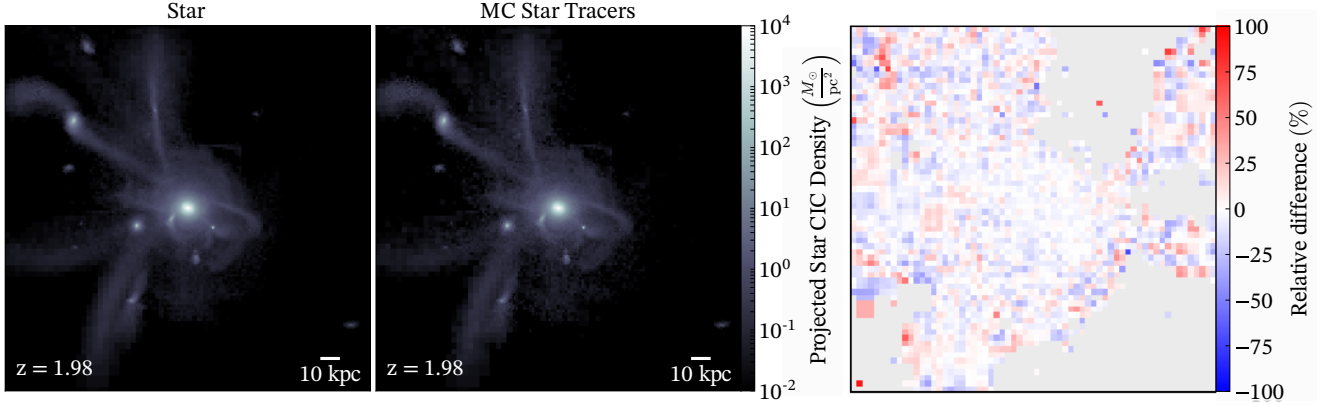 Star
MC Star Tracers
z = 1.98
10 kpc
z = 1.98
10 kpc
10⁴
10³
10²
10¹
10⁰
10⁻¹
10⁻²
Projected Star CIC Density (M☉/pc²)
100
75
50
25
0
−25
−50
−75
−100
Relative difference (%)